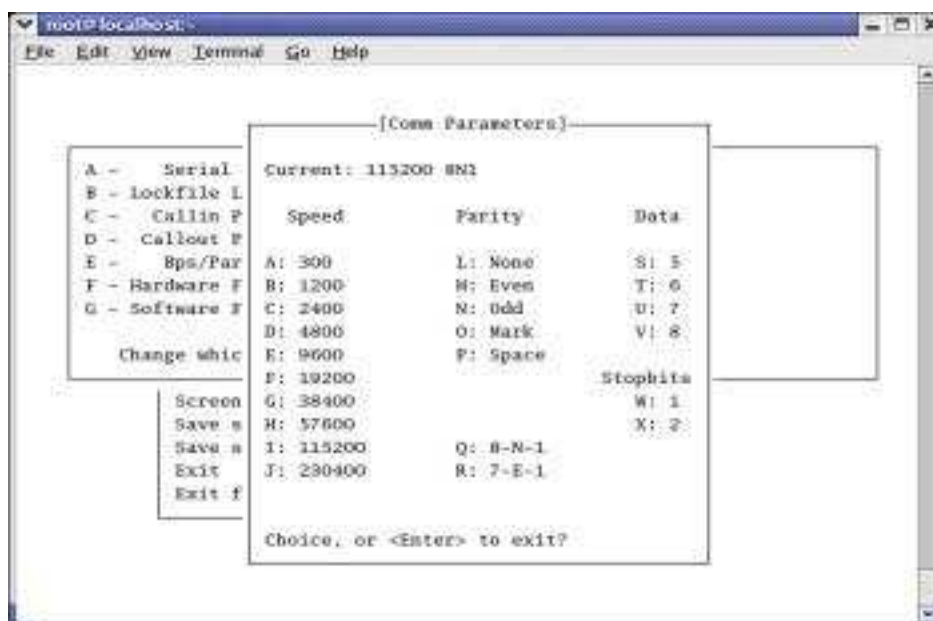 root@localhost:~
File Edit View Terminal Go Help
[Comm Parameters]
A - Serial
B - Lockfile L
C - Callin P
D - Callout P
E - Bps/Par
F - Hardware F
G - Software F
Change whic
Screen
Save s
Save s
Exit
Exit f
Current: 115200 8N1
Speed Parity Data
A: 300 L: None S: 5
B: 1200 M: Even T: 6
C: 2400 N: Odd U: 7
D: 4800 O: Mark V: 8
E: 9600 P: Space
F: 19200 Stopbits
G: 38400 W: 1
H: 57600 X: 2
I: 115200 Q: 8-N-1
J: 230400 R: 7-E-1
Choice, or <Enter> to exit?